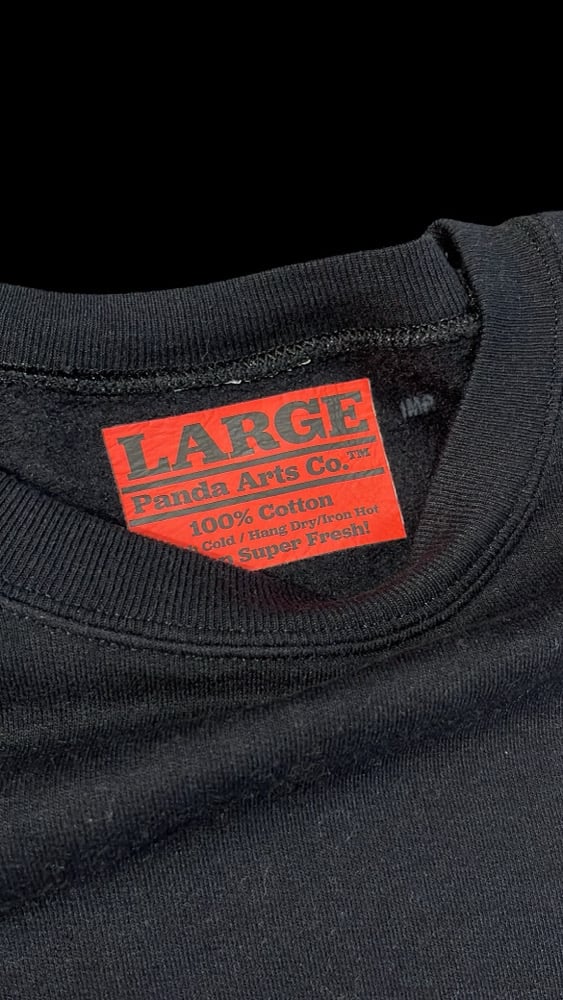 LARGE
Panda Arts Co.™
100% Cotton
Cold / Hang Dry/Iron Hot
Super Fresh!